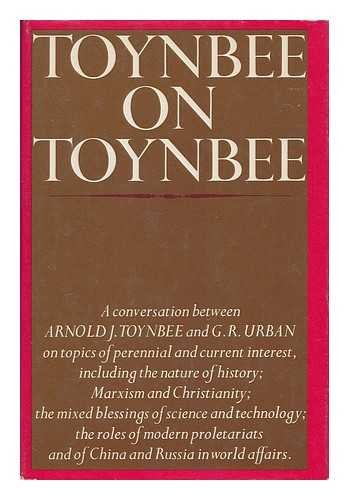 TOYNBEE
ON
TOYNBEE
A conversation between
ARNOLD J. TOYNBEE and G. R. URBAN
on topics of perennial and current interest,
including the nature of history;
Marxism and Christianity;
the mixed blessings of science and technology;
the roles of modern proletariats
and of China and Russia in world affairs.